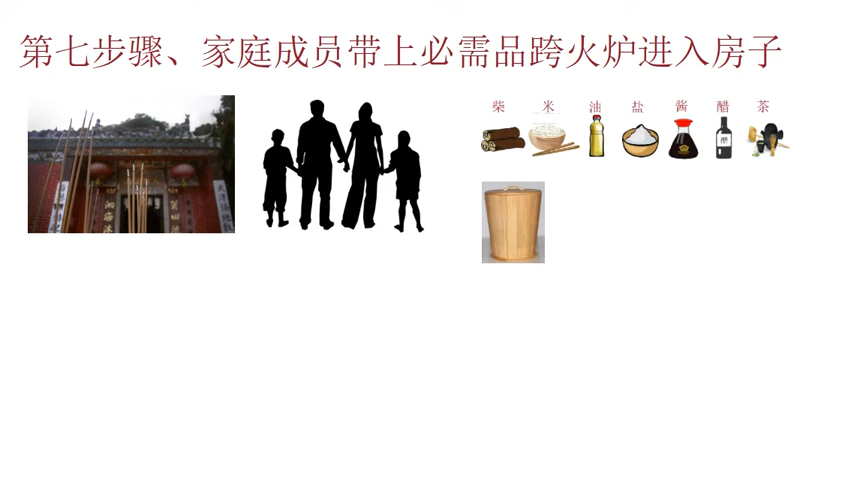 第七步骤、家庭成员带上必需品跨火炉进入房子
柴 米 油 盐 酱 醋 茶
醋